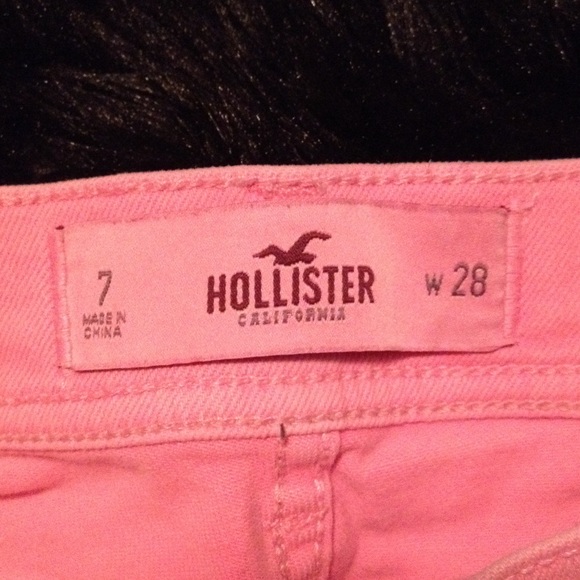 7
MADE IN
CHINA
HOLLISTER
CALIFORNIA
W 28